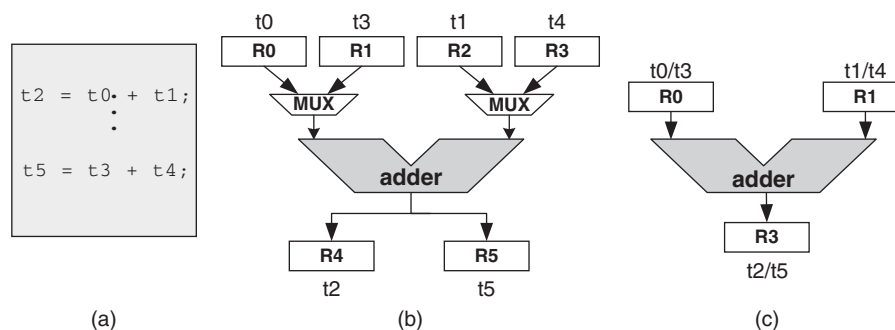 t2 = t0 + t1;
t5 = t3 + t4;
(a)
t0 t3 t1 t4
R0 R1 R2 R3
MUX MUX
adder
R4 R5
t2 t5
(b)
t0/t3 t1/t4
R0 R1
adder
R3
t2/t5
(c)